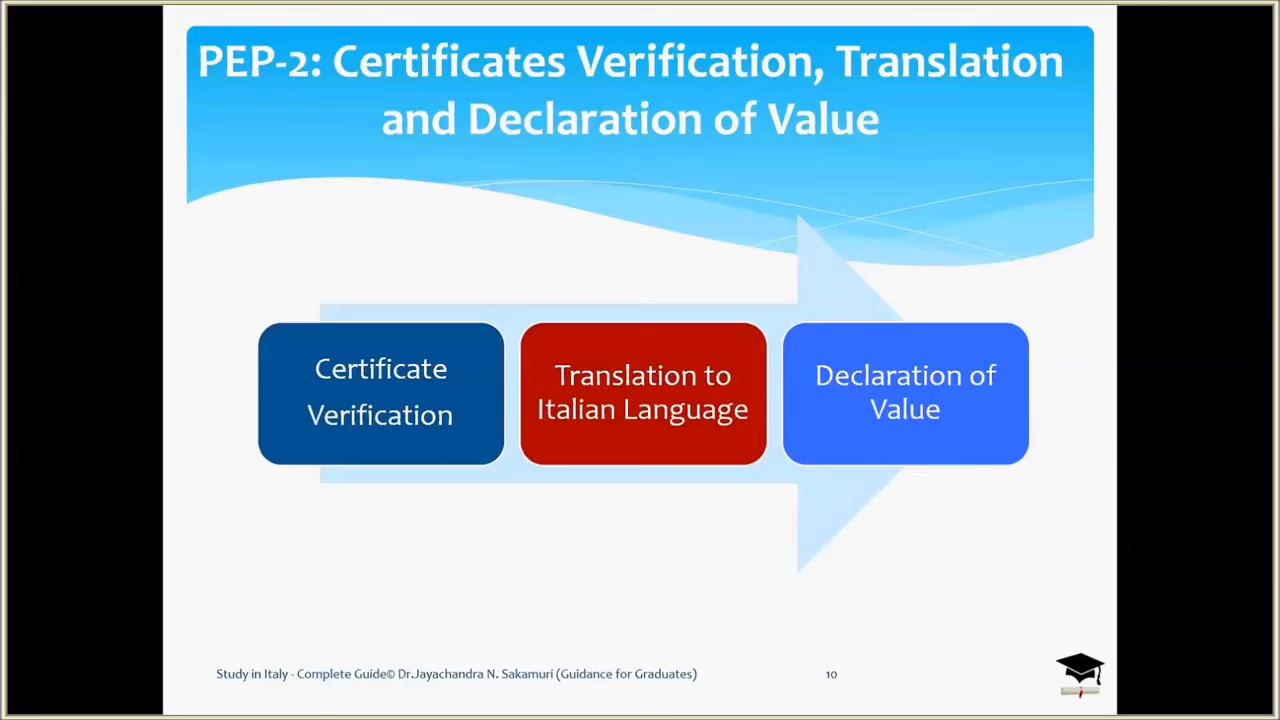 PEP-2: Certificates Verification, Translation
and Declaration of Value
Certificate
Verification
Translation to
Italian Language
Declaration of
Value
Study in Italy - Complete Guide© Dr.Jayachandra N. Sakamuri (Guidance for Graduates)
10